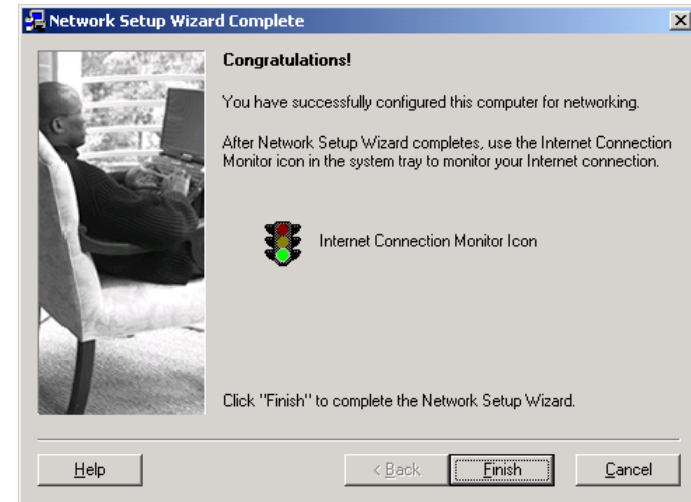 Network Setup Wizard Complete
Congratulations!
You have successfully configured this computer for networking.
After Network Setup Wizard completes, use the Internet Connection
Monitor icon in the system tray to monitor your Internet connection.
Internet Connection Monitor Icon
Click "Finish" to complete the Network Setup Wizard.
Help
< Back
Finish
Cancel